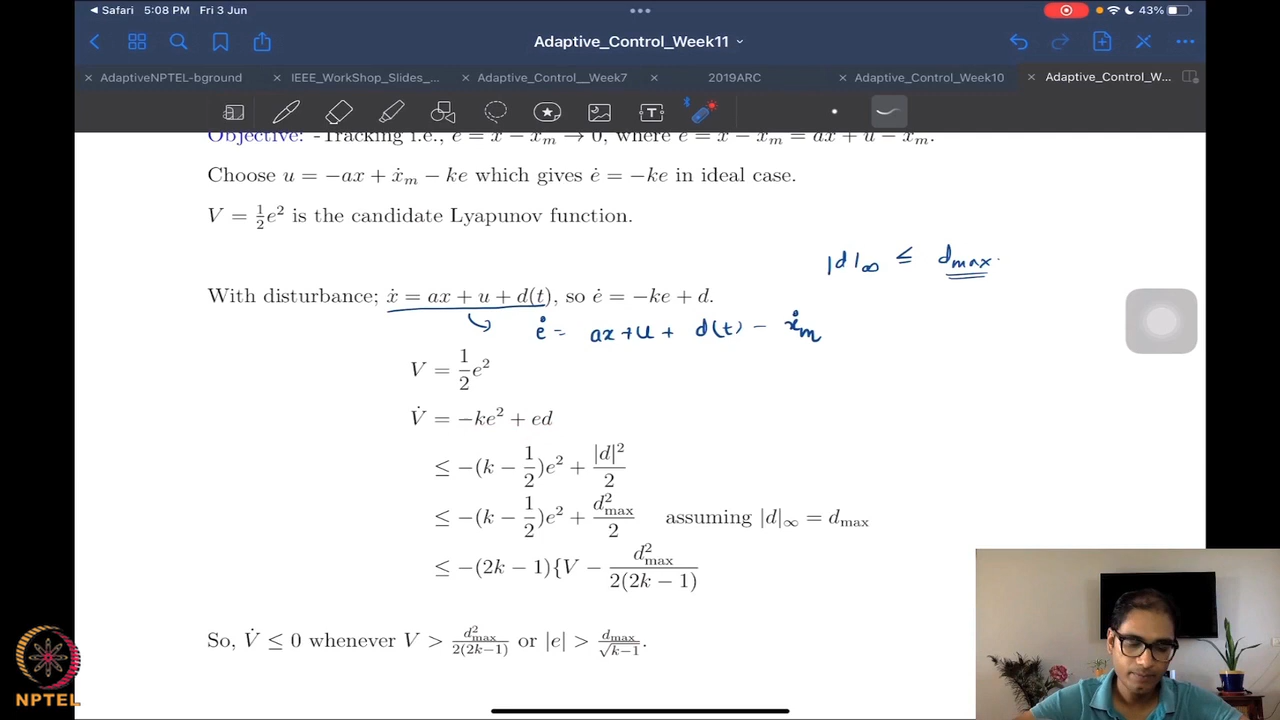 Safari 5:08 PM Fri 3 Jun 43%
Adaptive_Control_Week11
AdaptiveNPTEL-bground IEEE_WorkShop_Slides_... Adaptive_Control__Week7 2019ARC Adaptive_Control_Week10 Adaptive_Control_W...
Objective: -Tracking i.e., e = x − x_m → 0, where ė = ẋ − ẋ_m = ax + u − ẋ_m.
Choose u = −ax + ẋ_m − ke which gives ė = −ke in ideal case.
V = ½e² is the candidate Lyapunov function.
|d|_∞ ≤ d_max.
With disturbance; ẋ = ax + u + d(t), so ė = −ke + d.
ė = ax + u + d(t) − ẋ_m
V = 1/2 e²
V̇ = −ke² + ed
≤ −(k − 1/2)e² + |d|²/2
≤ −(k − 1/2)e² + d²_max/2 assuming |d|_∞ = d_max
≤ −(2k − 1){V − d²_max/2(2k − 1)
So, V̇ ≤ 0 whenever V > d²_max/2(2k−1) or |e| > d_max/√k−1.
NPTEL